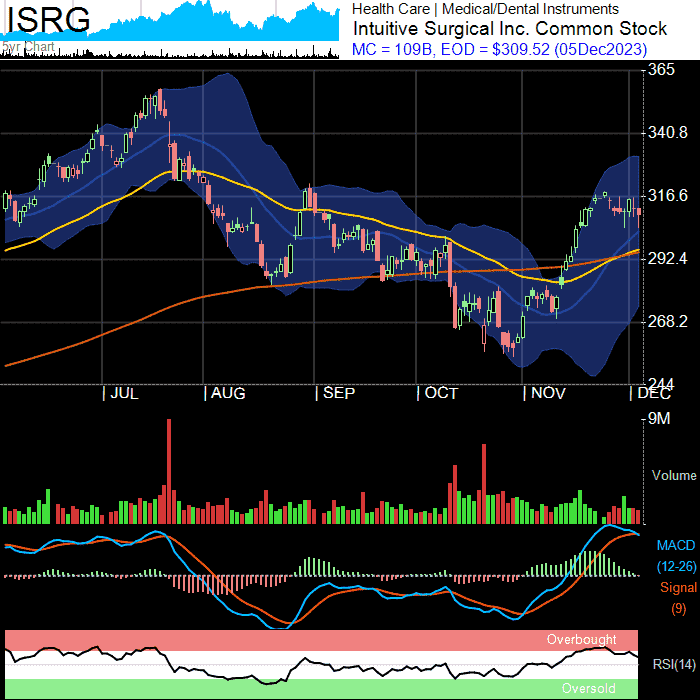 ISRG
5yr Chart
Health Care | Medical/Dental Instruments
Intuitive Surgical Inc. Common Stock
MC = 109B, EOD = $309.52 (05Dec2023)
365
340.8
316.6
292.4
268.2
244
JUL AUG SEP OCT NOV DEC
9M
Volume
MACD
(12-26)
Signal
(9)
Overbought
RSI(14)
Oversold